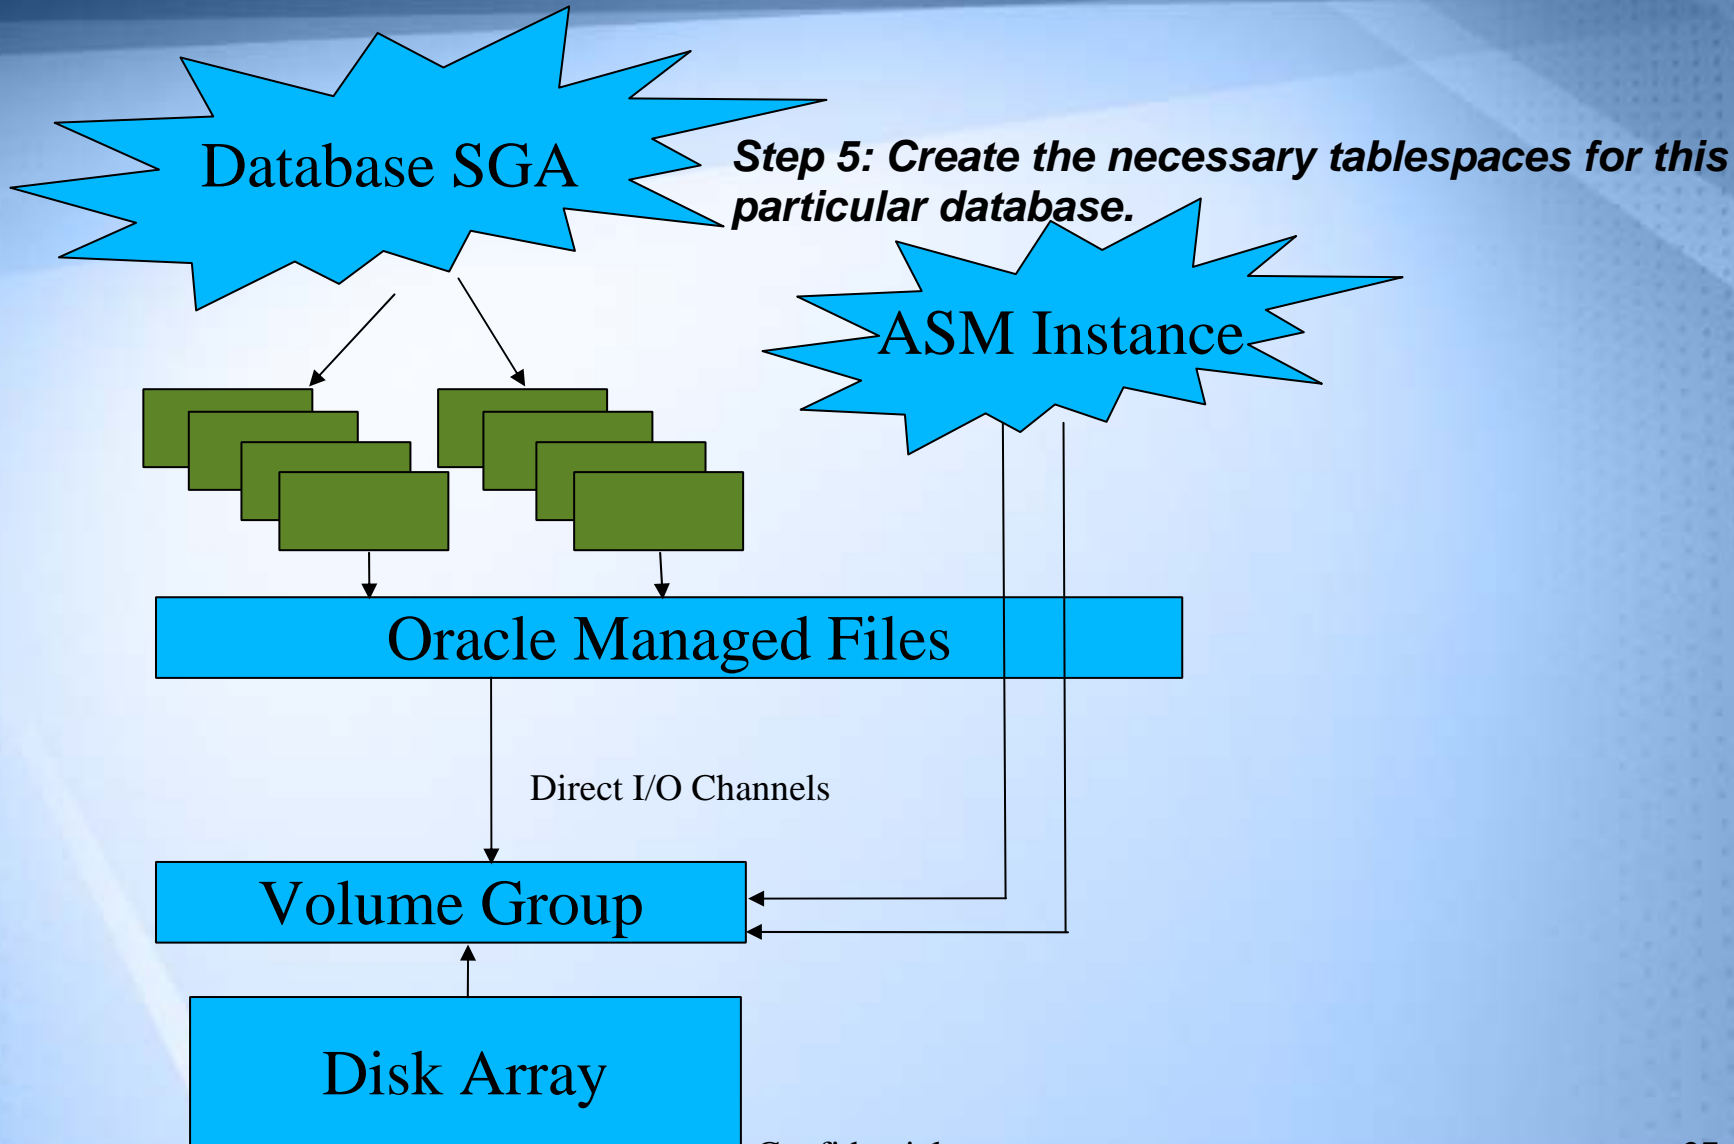 Database SGA
Step 5: Create the necessary tablespaces for this
particular database.
ASM Instance
Oracle Managed Files
Direct I/O Channels
Volume Group
Disk Array